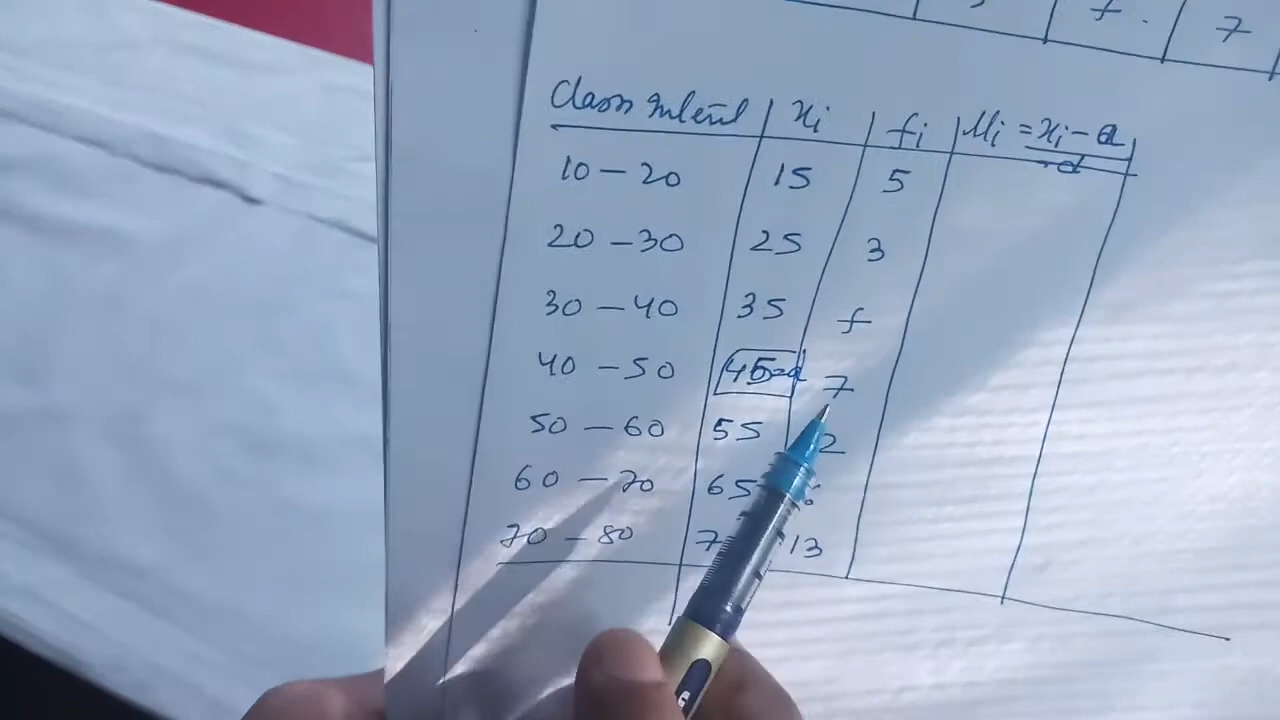 f. 7
Class Interval xi fi Ui = xi - a / d
10 - 20 15 5
20 - 30 25 3
30 - 40 35 f
40 - 50 45=a 7
50 - 60 55 2
60 - 70 65
70 - 80 7 13